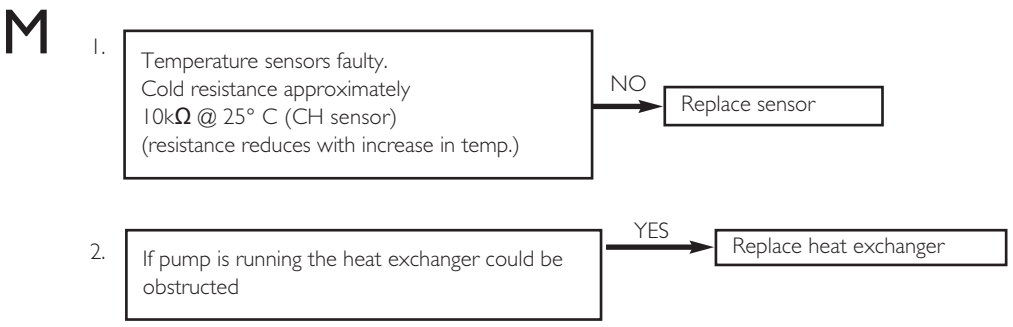 M
1.
Temperature sensors faulty.
Cold resistance approximately
10kΩ @ 25° C (CH sensor)
(resistance reduces with increase in temp.)
NO
Replace sensor
2.
If pump is running the heat exchanger could be
obstructed
YES
Replace heat exchanger